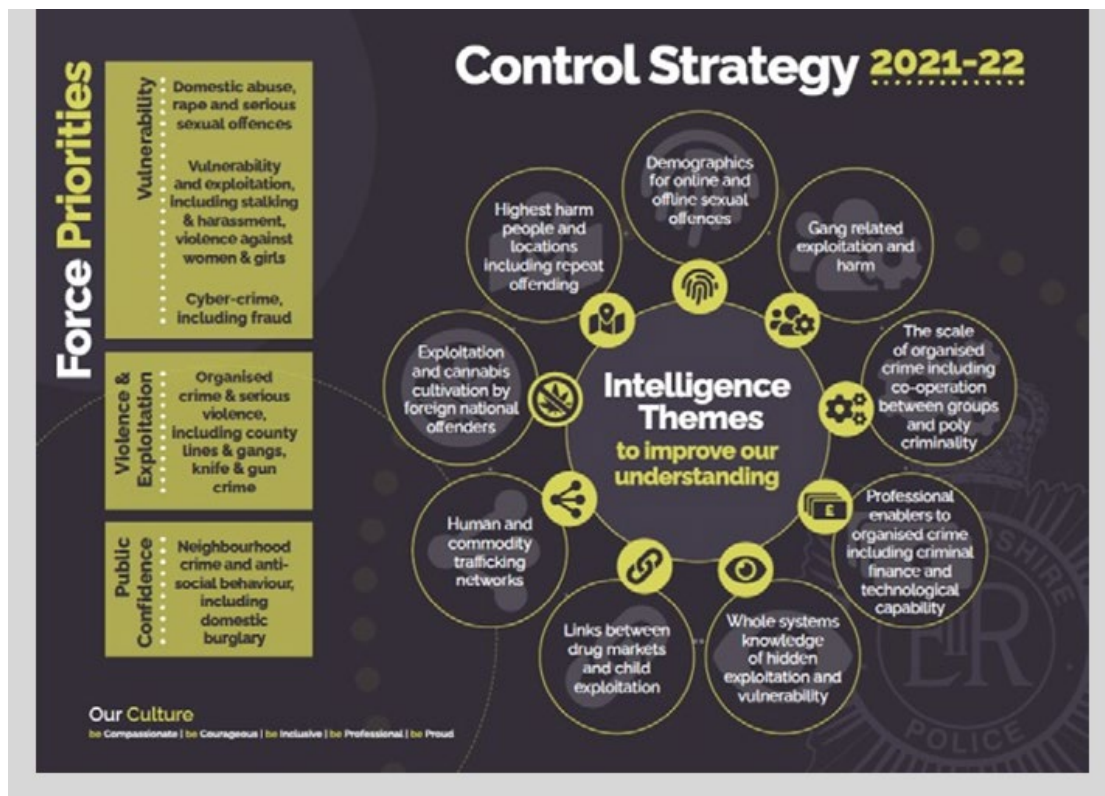 Control Strategy 2021-22
Force Priorities
Vulnerability
Domestic abuse,
rape and serious
sexual offences
Vulnerability
and exploitation,
including stalking
& harassment,
violence against
women & girls
Cyber-crime,
including fraud
Violence &
Exploitation
Organised
crime & serious
violence,
including county
lines & gangs,
knife & gun
crime
Public
Confidence
Neighbourhood
crime and anti-
social behaviour,
including
domestic
burglary
Intelligence
Themes
to improve our
understanding
Demographics
for online and
offline sexual
offences
Gang related
exploitation and
harm
The scale
of organised
crime including
co-operation
between groups
and poly
criminality
Professional
enablers to
organised crime
including criminal
finance and
technological
capability
£
Whole systems
knowledge
of hidden
exploitation and
vulnerability
Links between
drug markets
and child
exploitation
Human and
commodity
trafficking
networks
Exploitation
and cannabis
cultivation by
foreign national
offenders
Highest harm
people and
locations
including repeat
offending
Our Culture
be Compassionate | be Courageous | be Inclusive | be Professional | be Proud
EIIR
POLICE